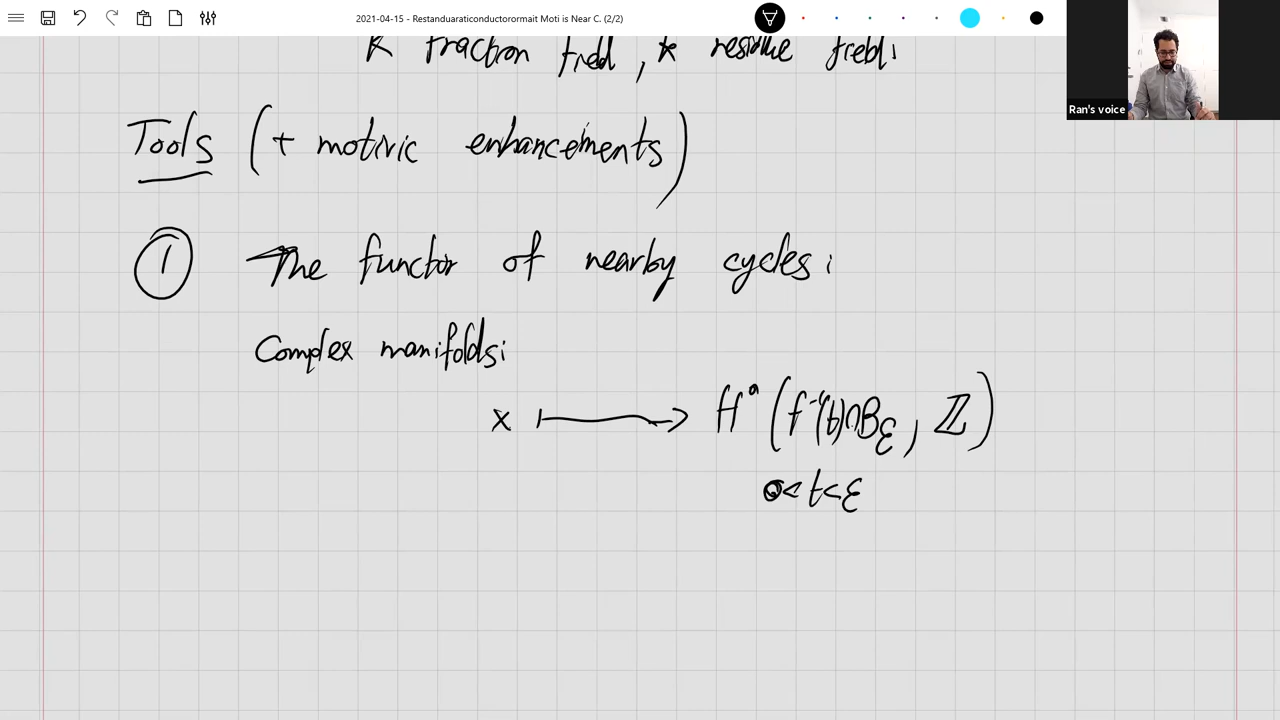 2021-04-15 - Restanduaraticonductorormait Moti is Near C. (2/2)
Ran's voice
K fraction field, k residue field.
Tools (+ motivic enhancements)
① The functor of nearby cycles:
Complex manifolds:
x ⟼ Hⁿ (f⁻¹(t)∩B_ε, ℤ)
0<t<ε